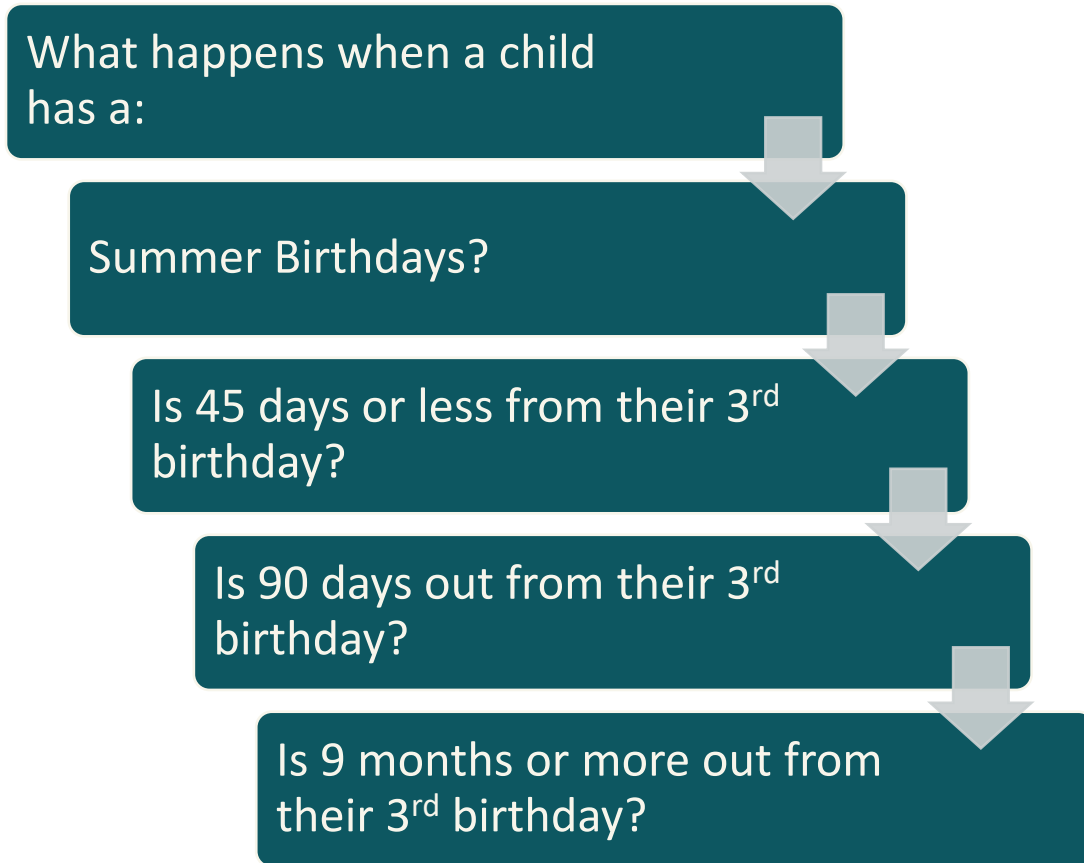 What happens when a child
has a:
Summer Birthdays?
Is 45 days or less from their 3rd
birthday?
Is 90 days out from their 3rd
birthday?
Is 9 months or more out from
their 3rd birthday?